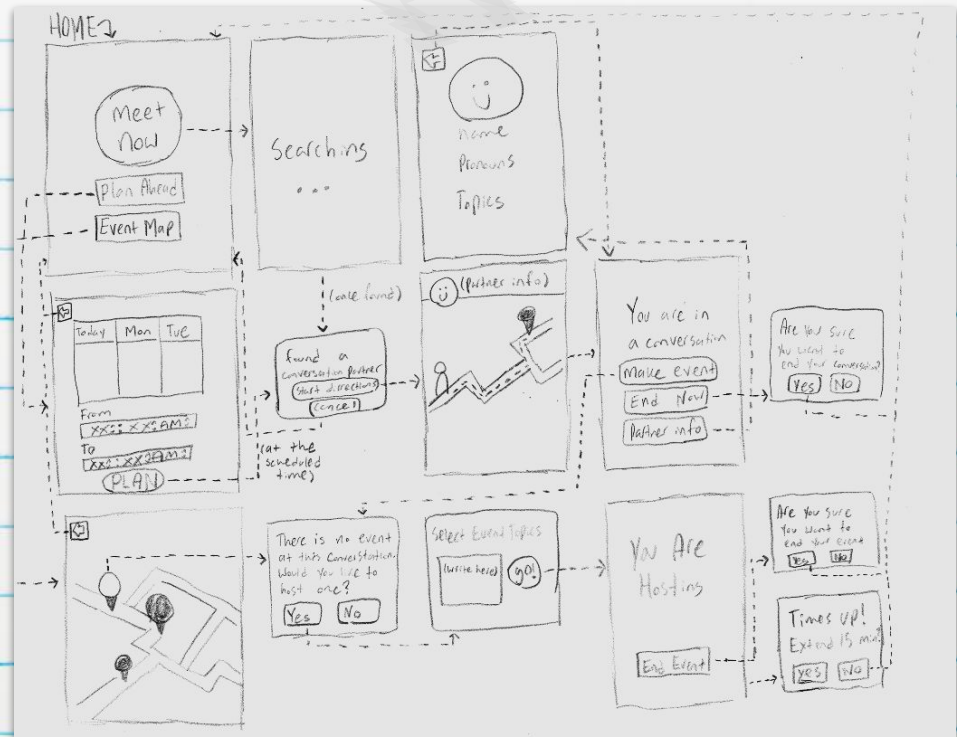 HOME
Meet
Now
Plan Ahead
Event Map
Searching
...
name
Pronouns
Topics
Today Mon Tue
From
XX::XX:AM:
To
XX::XX:AM:
PLAN
(once found)
found a
conversation partner
Start directions
Cancel
(at the
scheduled
time)
(partner info)
You are in
a conversation
Make event
End Now
Partner info
Are You sure
You want to
end Your conversation?
Yes No
There is no event
at this Converstation.
Would you like to
host one?
Yes No
Select Event Topics
(write here)
go!
You Are
Hosting
End Event
Are You sure
You want to
end Your event
Yes No
Times up!
Extend 15 min?
yes No